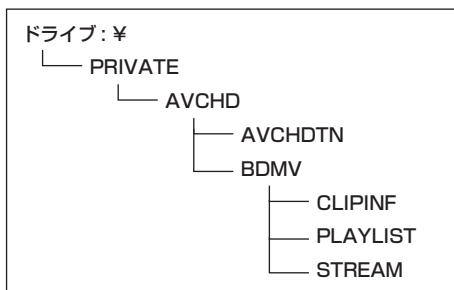 ドライブ : ¥
PRIVATE
AVCHD
AVCHDTN
BDMV
CLIPINF
PLAYLIST
STREAM